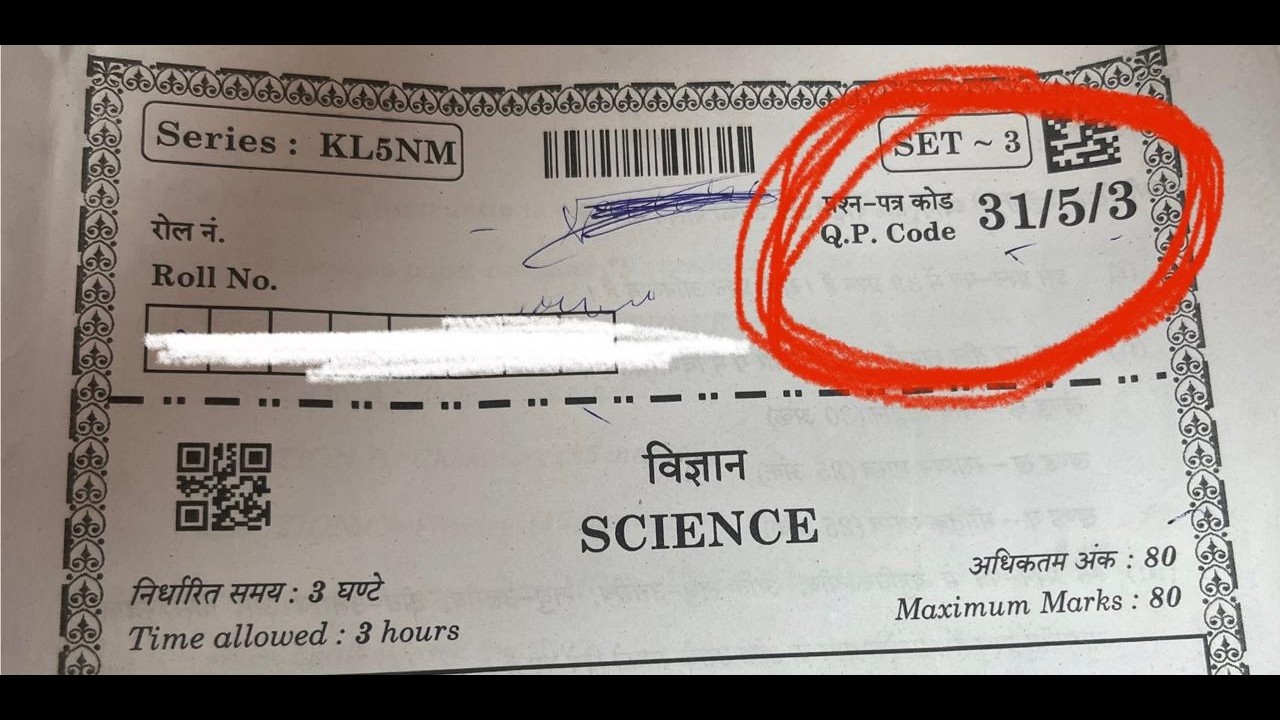 Series : KL5NM
SET ~ 3
प्रश्न-पत्र कोड
Q.P. Code 31/5/3
रोल नं.
Roll No.
विज्ञान
SCIENCE
निर्धारित समय : 3 घण्टे
अधिकतम अंक : 80
Time allowed : 3 hours
Maximum Marks : 80